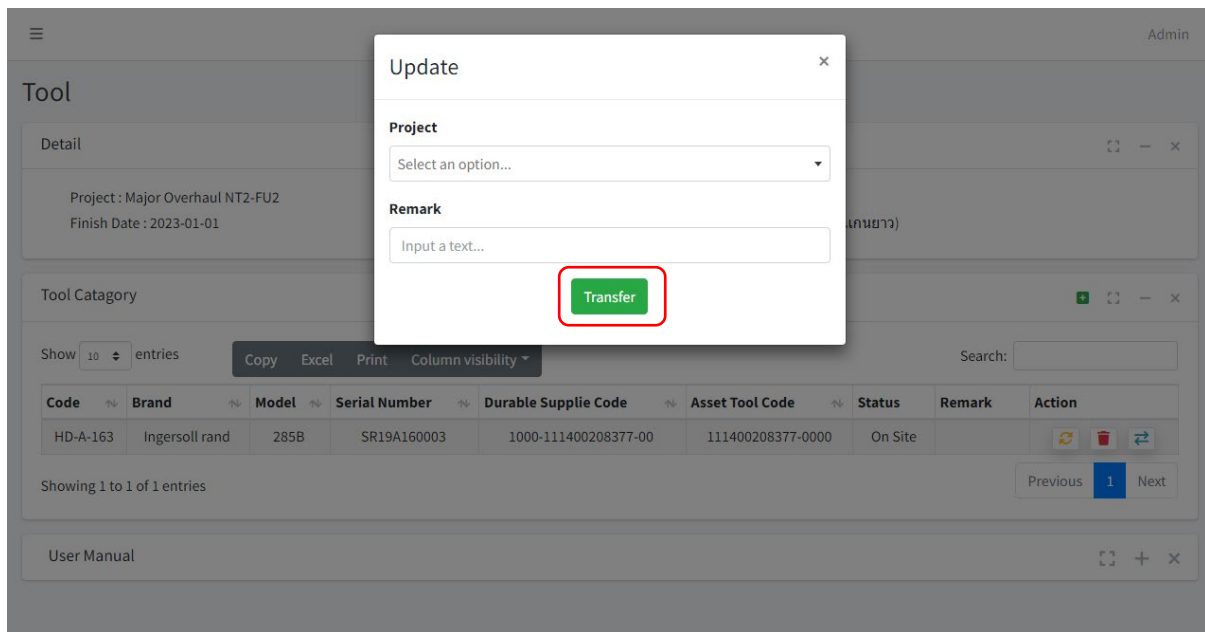 Admin
Tool
Update
×
Detail
Project
Select an option...
Project : Major Overhaul NT2-FU2
Finish Date : 2023-01-01
Remark
Input a text...
Transfer
Tool Catagory
Show 10 entries
Copy Excel Print Column visibility
Search:
Code Brand Model Serial Number Durable Supplie Code Asset Tool Code Status Remark Action
HD-A-163 Ingersoll rand 285B SR19A160003 1000-111400208377-00 111400208377-0000 On Site
Showing 1 to 1 of 1 entries
Previous 1 Next
User Manual